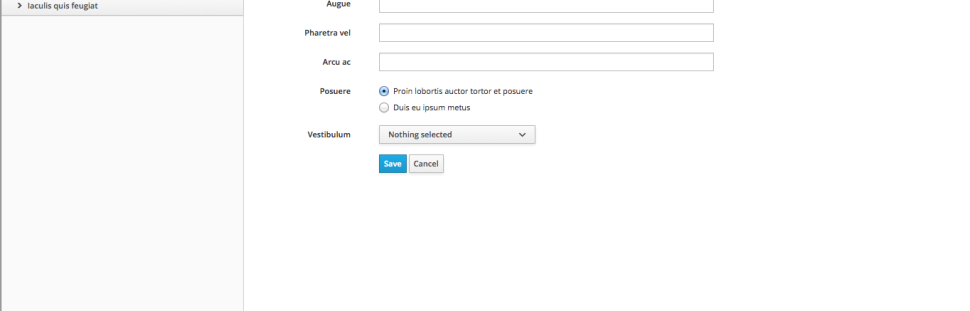 Iaculis quis feugiat
Augue
Pharetra vel
Arcu ac
Posuere
Proin lobortis auctor tortor et posuere
Duis eu ipsum metus
Vestibulum
Nothing selected
Save
Cancel